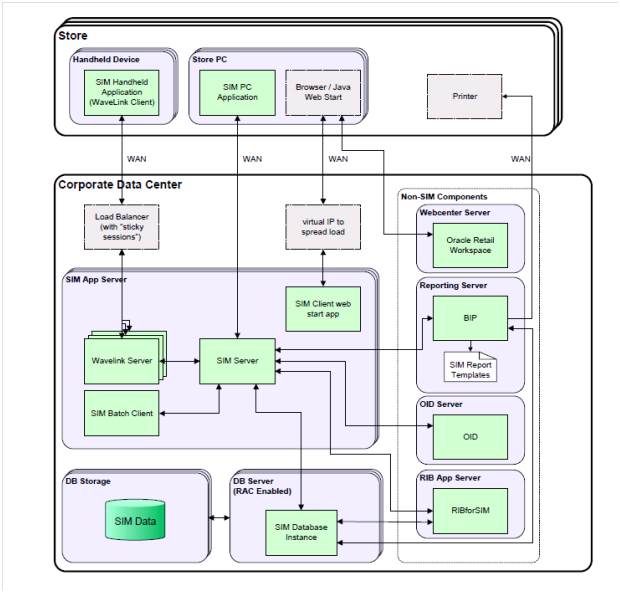 Store
Handheld Device
Store PC
SIM Handheld
Application
(WaveLink Client)
SIM PC
Application
Browser / Java
Web Start
Printer
WAN
WAN
WAN
WAN
Corporate Data Center
Non-SIM Components
Load Balancer
(with "sticky
sessions")
virtual IP to
spread load
Webcenter Server
Oracle Retail
Workspace
SIM App Server
SIM Client web
start app
Reporting Server
BIP
SIM Report
Templates
Wavelink Server
SIM Server
SIM Batch Client
OID Server
OID
DB Storage
SIM Data
DB Server
(RAC Enabled)
SIM Database
Instance
RIB App Server
RIBforSIM